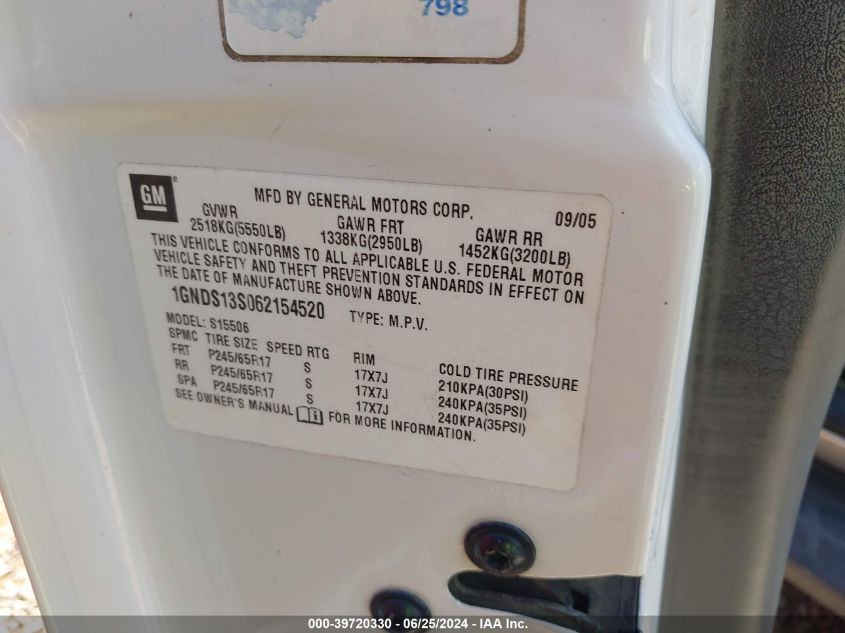 798
GM
MFD BY GENERAL MOTORS CORP. 09/05
GVWR GAWR FRT GAWR RR
2518KG(5550LB) 1338KG(2950LB) 1452KG(3200LB)
THIS VEHICLE CONFORMS TO ALL APPLICABLE U.S. FEDERAL MOTOR
VEHICLE SAFETY AND THEFT PREVENTION STANDARDS IN EFFECT ON
THE DATE OF MANUFACTURE SHOWN ABOVE.
1GNDS13S062154520 TYPE: M.P.V.
MODEL: S15506
SPMC TIRE SIZE SPEED RTG RIM COLD TIRE PRESSURE
FRT P245/65R17 S 17X7J 210KPA(30PSI)
RR P245/65R17 S 17X7J 240KPA(35PSI)
SPA P245/65R17 S 17X7J 240KPA(35PSI)
SEE OWNER'S MANUAL FOR MORE INFORMATION.
000-39720330 - 06/25/2024 - IAA Inc.